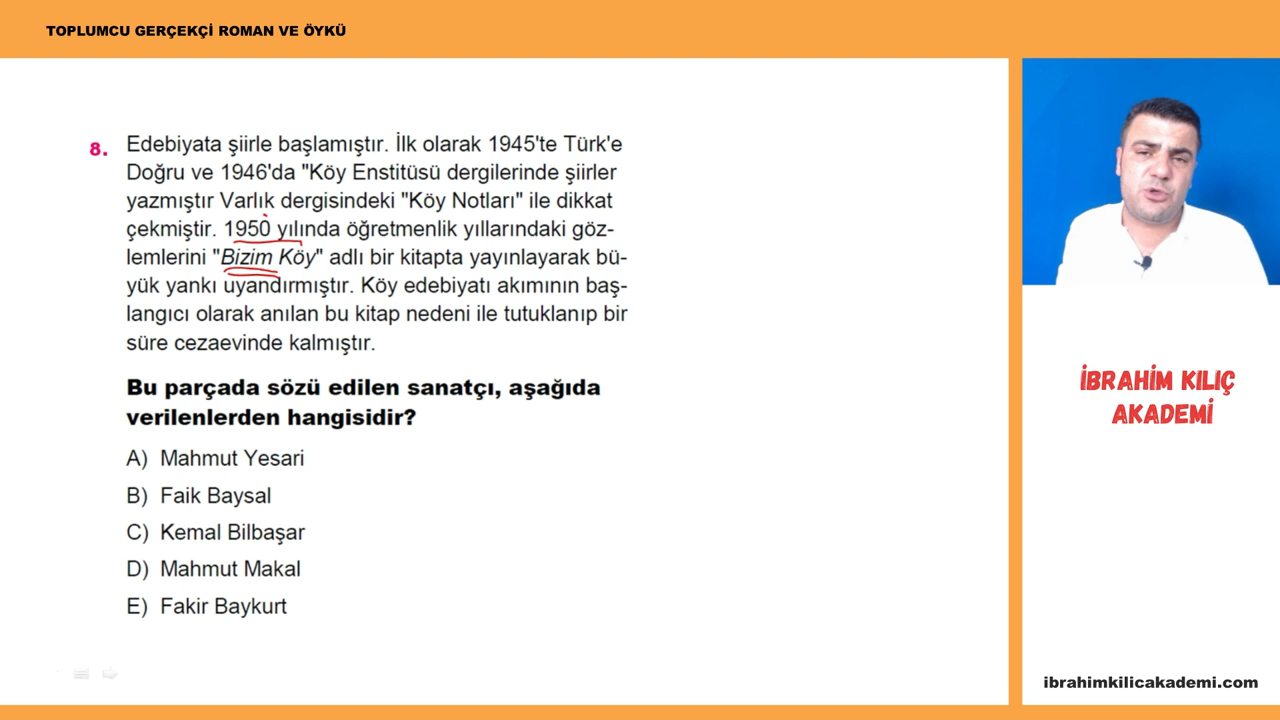 TOPLUMCU GERÇEKÇİ ROMAN VE ÖYKÜ
8. Edebiyata şiirle başlamıştır. İlk olarak 1945'te Türk'e
Doğru ve 1946'da "Köy Enstitüsü dergilerinde şiirler
yazmıştır Varlık dergisindeki "Köy Notları" ile dikkat
çekmiştir. 1950 yılında öğretmenlik yıllarındaki göz-
lemlerini "Bizim Köy" adlı bir kitapta yayınlayarak bü-
yük yankı uyandırmıştır. Köy edebiyatı akımının baş-
langıcı olarak anılan bu kitap nedeni ile tutuklanıp bir
süre cezaevinde kalmıştır.
Bu parçada sözü edilen sanatçı, aşağıda
verilenlerden hangisidir?
A) Mahmut Yesari
B) Faik Baysal
C) Kemal Bilbaşar
D) Mahmut Makal
E) Fakir Baykurt
İBRAHİM KILIÇ
AKADEMİ
ibrahimkilicakademi.com